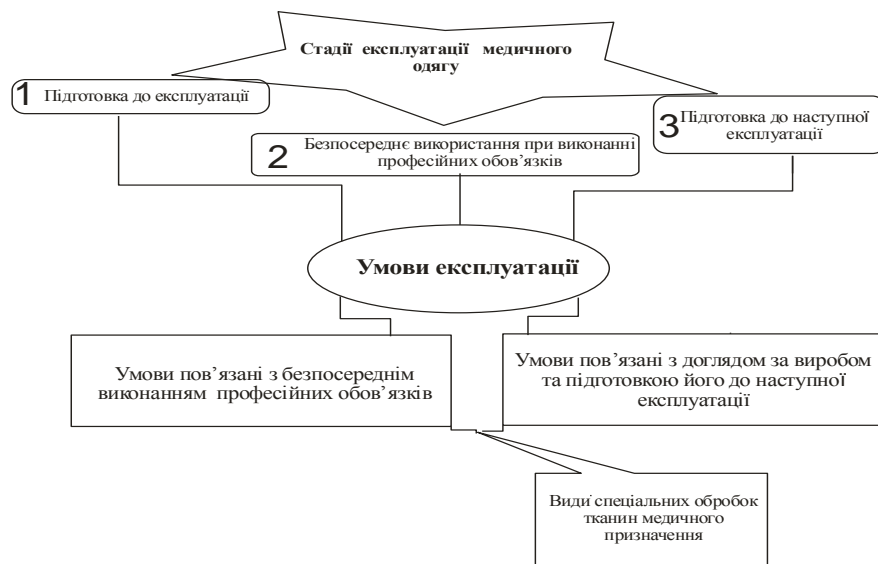 Стадії експлуатації медичного
одягу
1 Підготовка до експлуатації
2 Безпосереднє використання при виконанні
професійних обов’язків
3 Підготовка до наступної
експлуатації
Умови експлуатації
Умови пов’язані з безпосереднім
виконанням професійних обов’язків
Умови пов’язані з доглядом за виробом
та підготовкою його до наступної
експлуатації
Види спеціальних обробок
тканин медичного
призначення